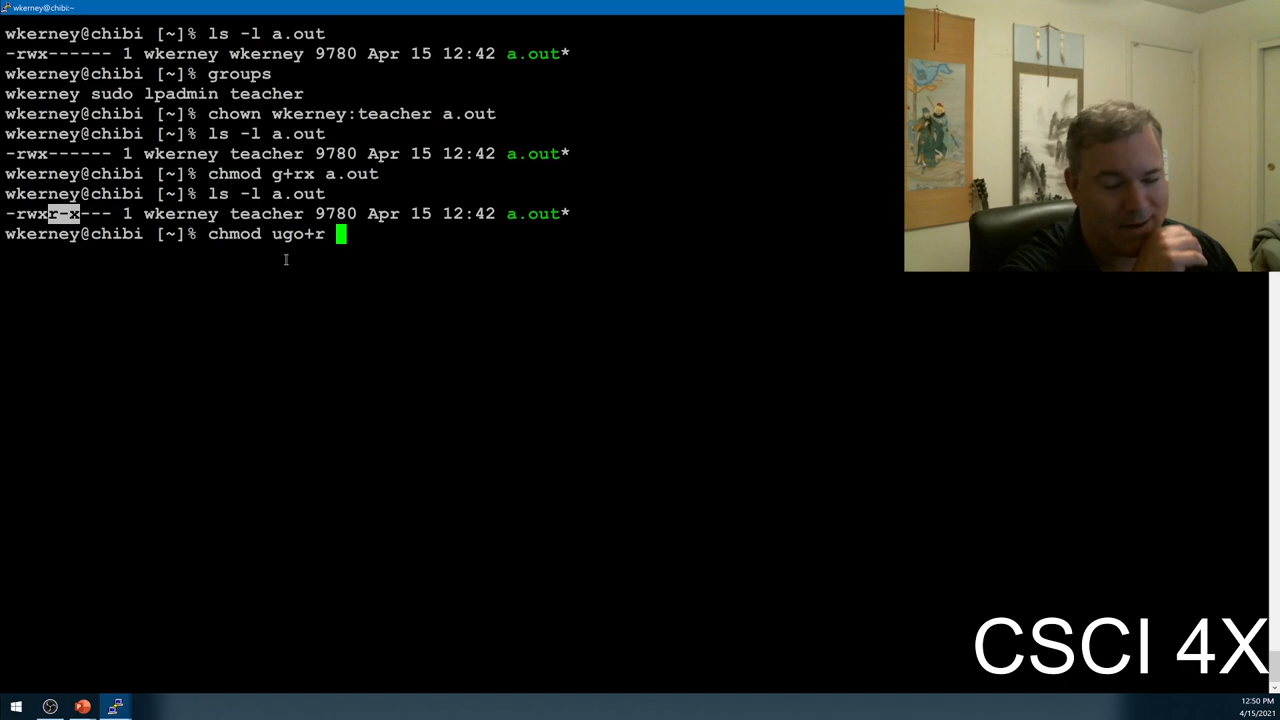 wkerney@chibi:~
wkerney@chibi [~]% ls -l a.out
-rwx------ 1 wkerney wkerney 9780 Apr 15 12:42 a.out*
wkerney@chibi [~]% groups
wkerney sudo lpadmin teacher
wkerney@chibi [~]% chown wkerney:teacher a.out
wkerney@chibi [~]% ls -l a.out
-rwx------ 1 wkerney teacher 9780 Apr 15 12:42 a.out*
wkerney@chibi [~]% chmod g+rx a.out
wkerney@chibi [~]% ls -l a.out
-rwxr-x--- 1 wkerney teacher 9780 Apr 15 12:42 a.out*
wkerney@chibi [~]% chmod ugo+r
CSCI 4X
12:50 PM
4/15/2021